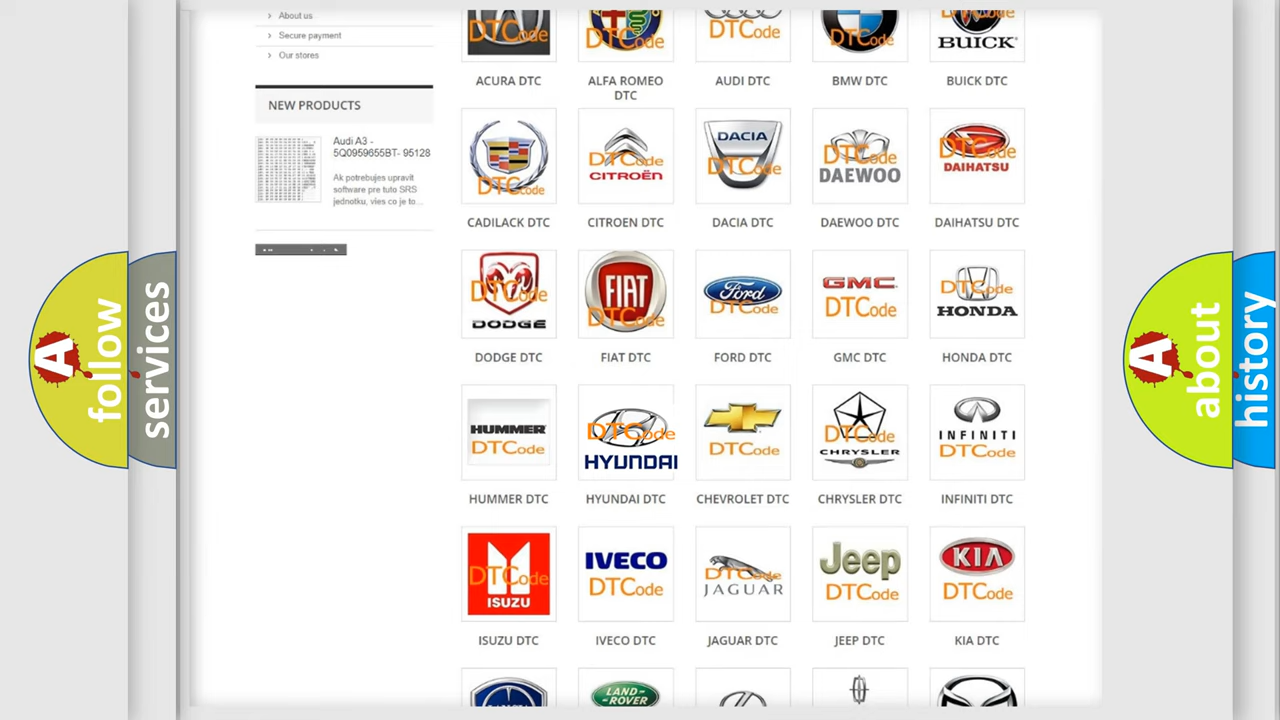 About us
Secure payment
Our stores
NEW PRODUCTS
Audi A3 -
5Q0959655BT- 95128
Ak potrebujes upravit
software pre tuto SRS
jednotku, vies co je to...
DTCode
DTCode
DTCode
DTCode
BUICK
ACURA DTC
ALFA ROMEO
DTC
AUDI DTC
BMW DTC
BUICK DTC
DTCode
DTCode
CITROËN
DACIA
DTCode
DTCode
DAEWOO
DTCode
DAIHATSU
CADILACK DTC
CITROEN DTC
DACIA DTC
DAEWOO DTC
DAIHATSU DTC
DTCode
DODGE
FIAT
DTCode
Ford
DTCode
GMC
DTCode
DTCode
HONDA
DODGE DTC
FIAT DTC
FORD DTC
GMC DTC
HONDA DTC
HUMMER
DTCode
DTCode
HYUNDAI
DTCode
DTCode
CHRYSLER
INFINITI
DTCode
HUMMER DTC
HYUNDAI DTC
CHEVROLET DTC
CHRYSLER DTC
INFINITI DTC
DTCode
ISUZU
IVECO
DTCode
DTCode
JAGUAR
Jeep
DTCode
KIA
DTCode
ISUZU DTC
IVECO DTC
JAGUAR DTC
JEEP DTC
KIA DTC
LAND-
ROVER
A
follow
services
A
about
history